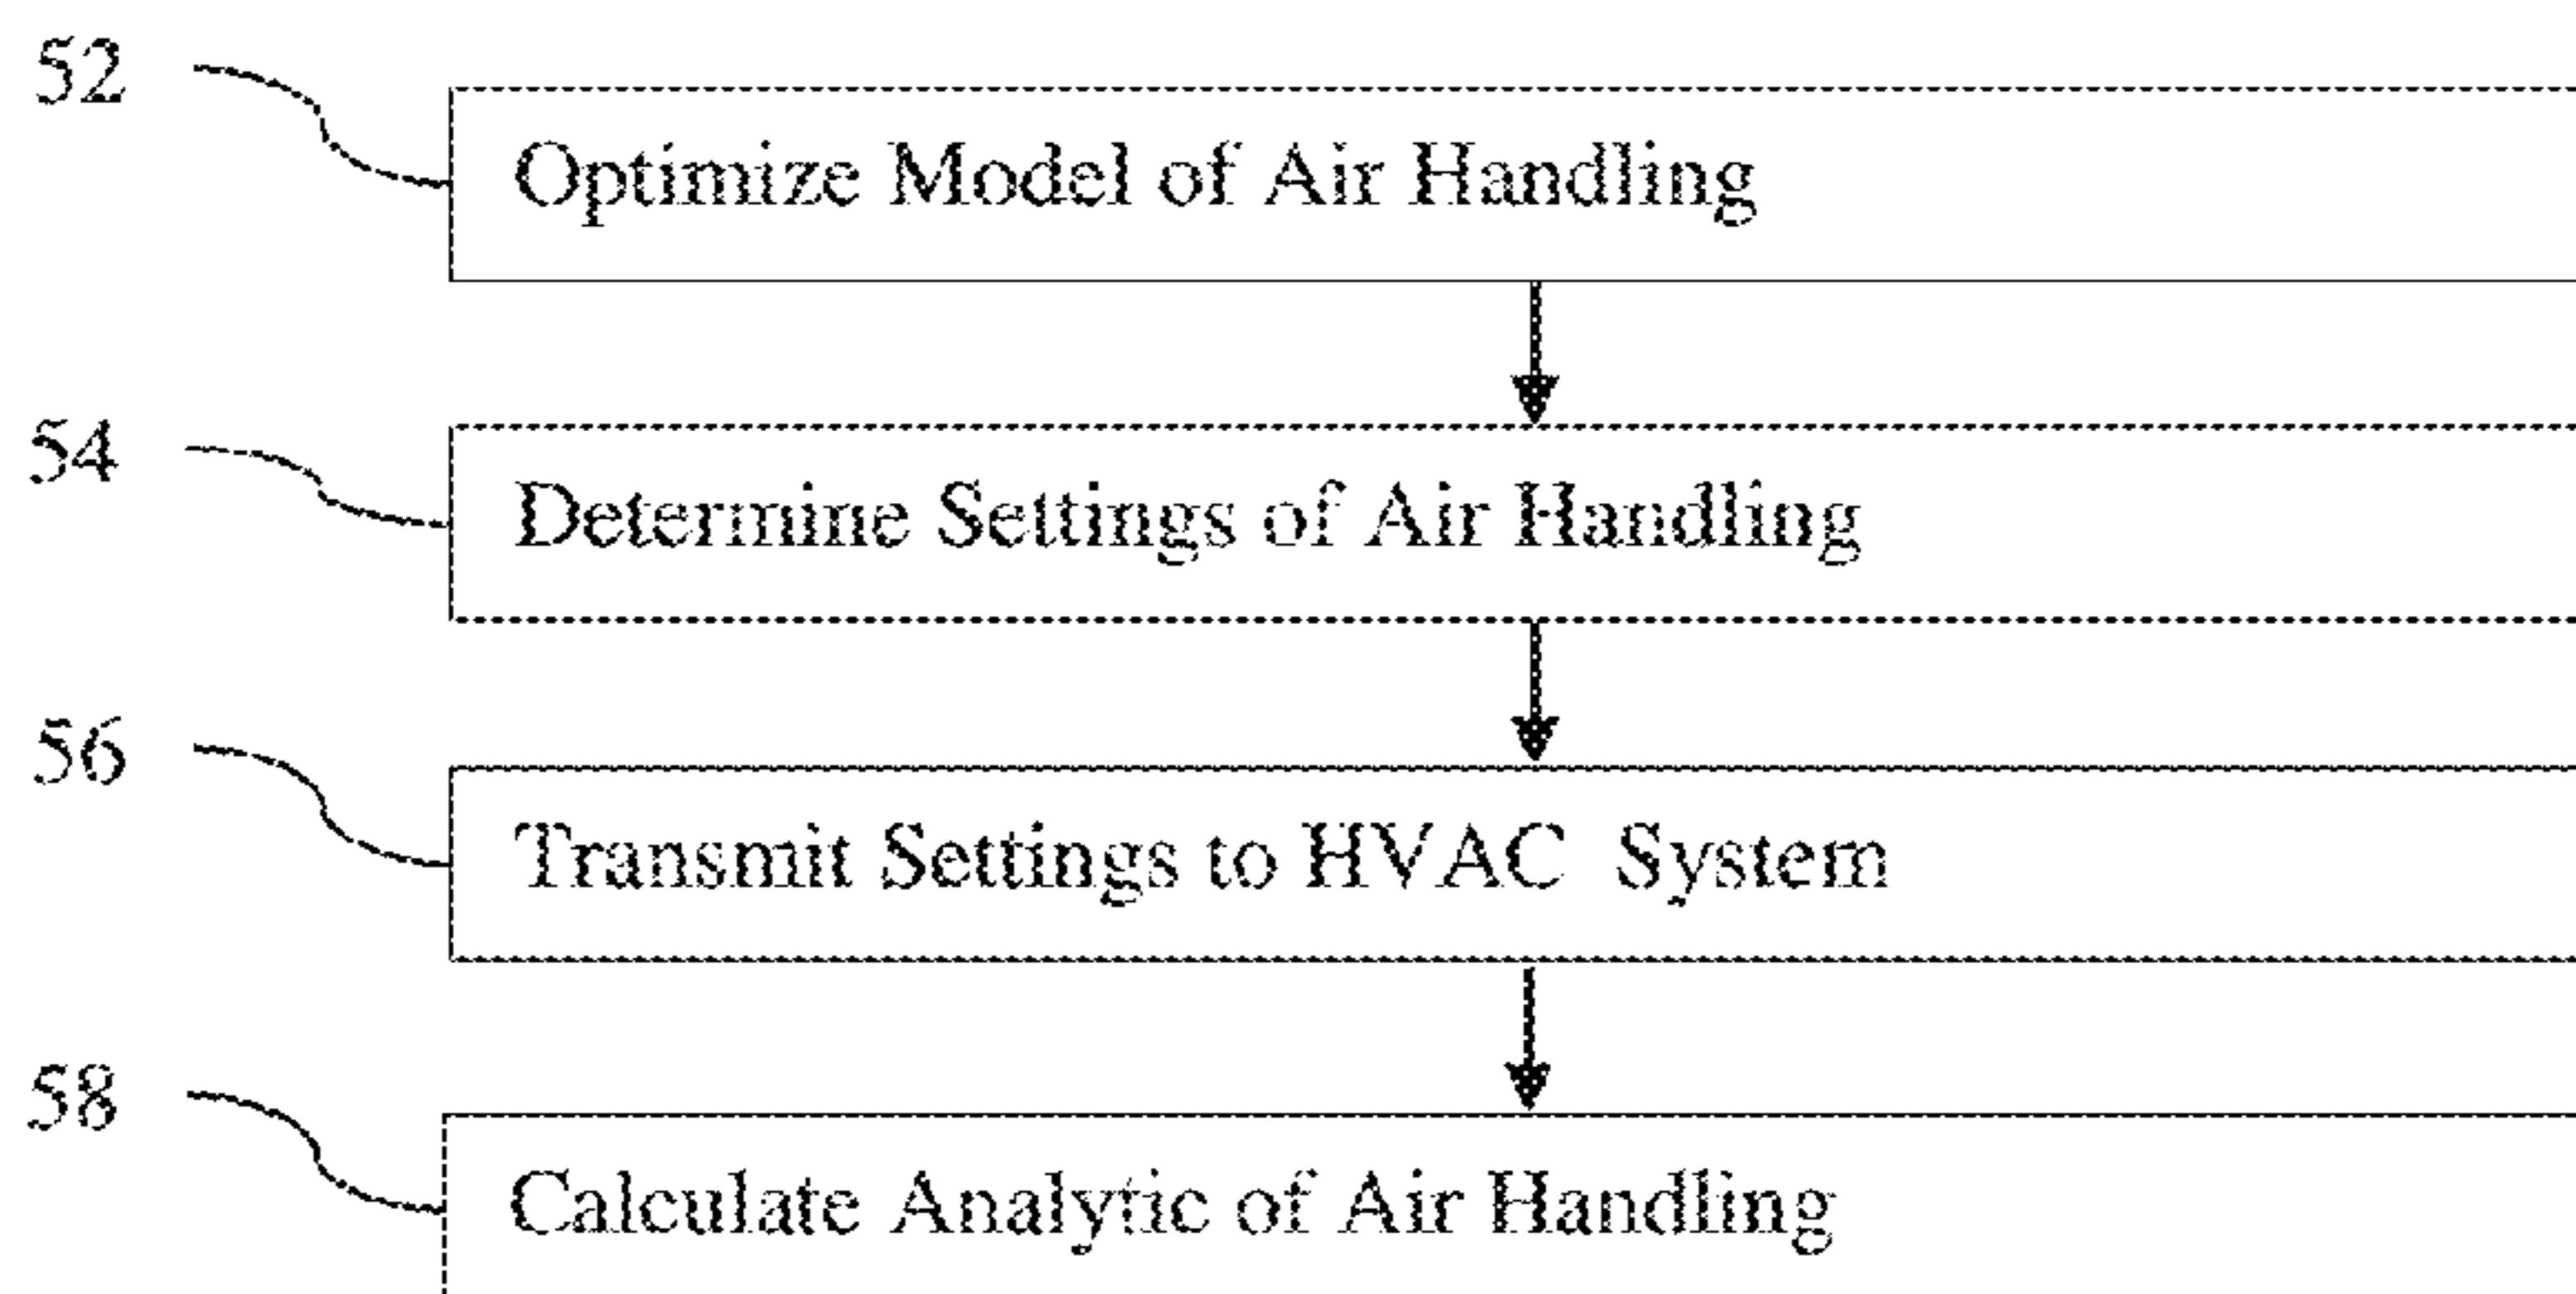 52
Optimize Model of Air Handling
54
Determine Settings of Air Handling
56
Transmit Settings to HVAC System
58
Calculate Analytic of Air Handling